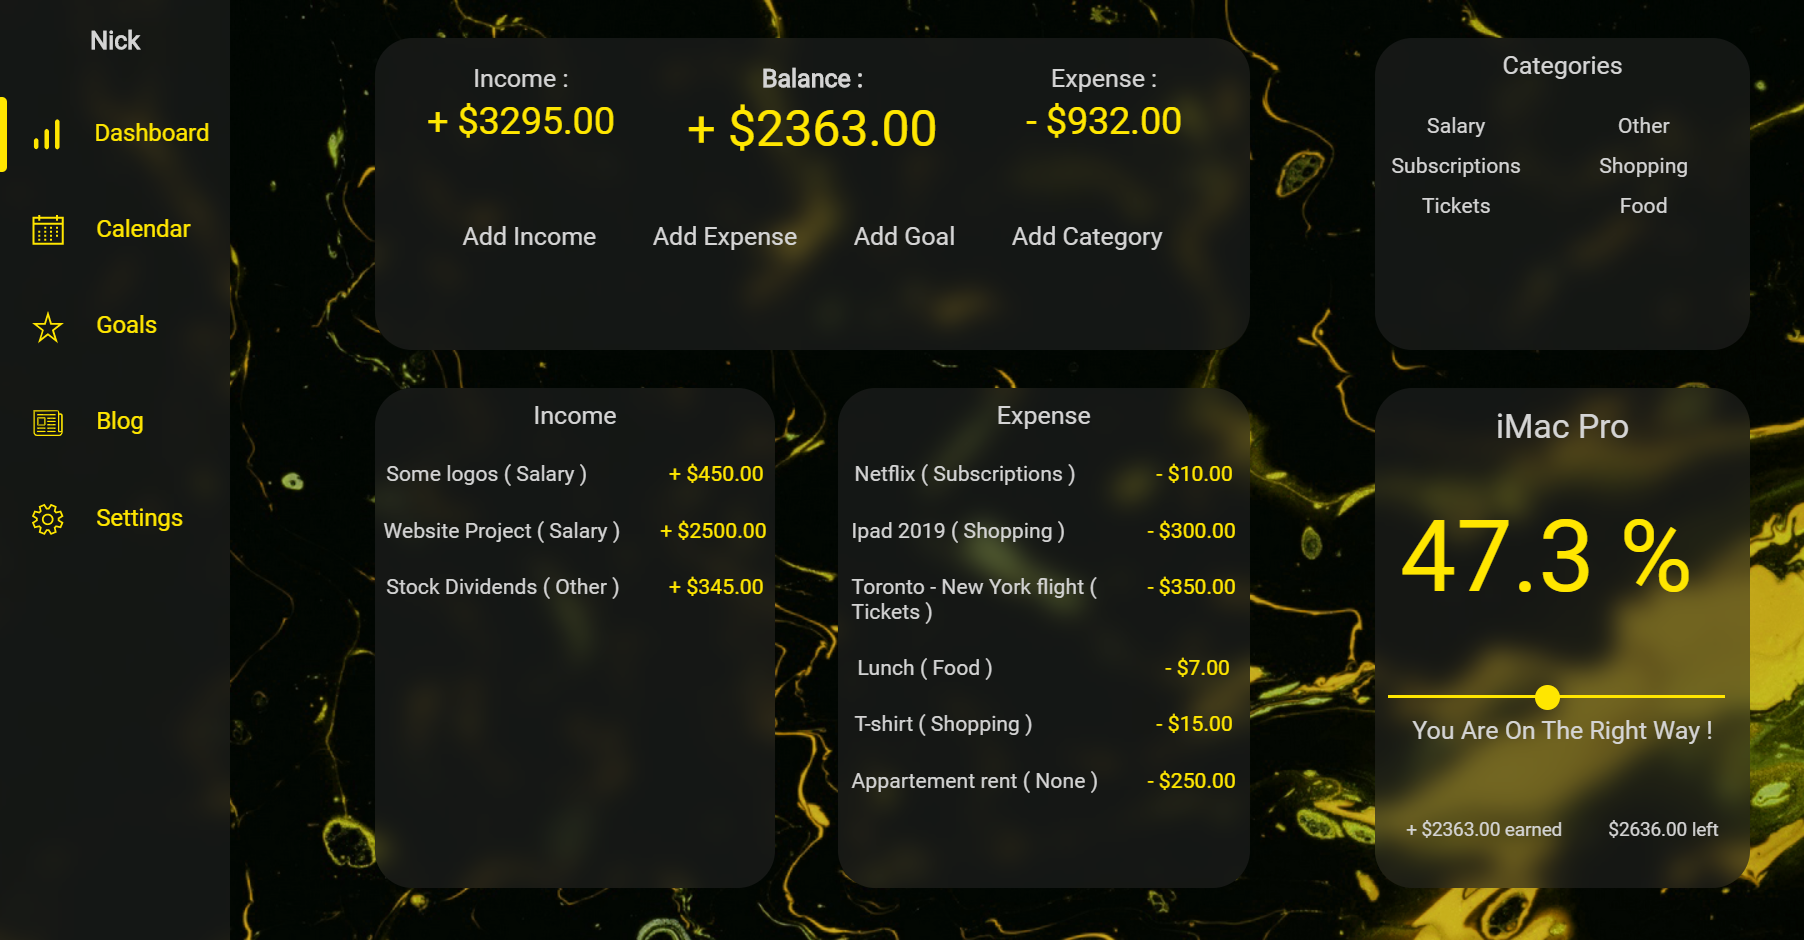 Nick
Dashboard
Calendar
Goals
Blog
Settings
Income :
+ $3295.00
Balance :
+ $2363.00
Expense :
- $932.00
Add Income
Add Expense
Add Goal
Add Category
Categories
Salary
Other
Subscriptions
Shopping
Tickets
Food
Income
Some logos ( Salary )
+ $450.00
Website Project ( Salary )
+ $2500.00
Stock Dividends ( Other )
+ $345.00
Expense
Netflix ( Subscriptions )
- $10.00
Ipad 2019 ( Shopping )
- $300.00
Toronto - New York flight (
Tickets )
- $350.00
Lunch ( Food )
- $7.00
T-shirt ( Shopping )
- $15.00
Appartement rent ( None )
- $250.00
iMac Pro
47.3 %
You Are On The Right Way !
+ $2363.00 earned
$2636.00 left